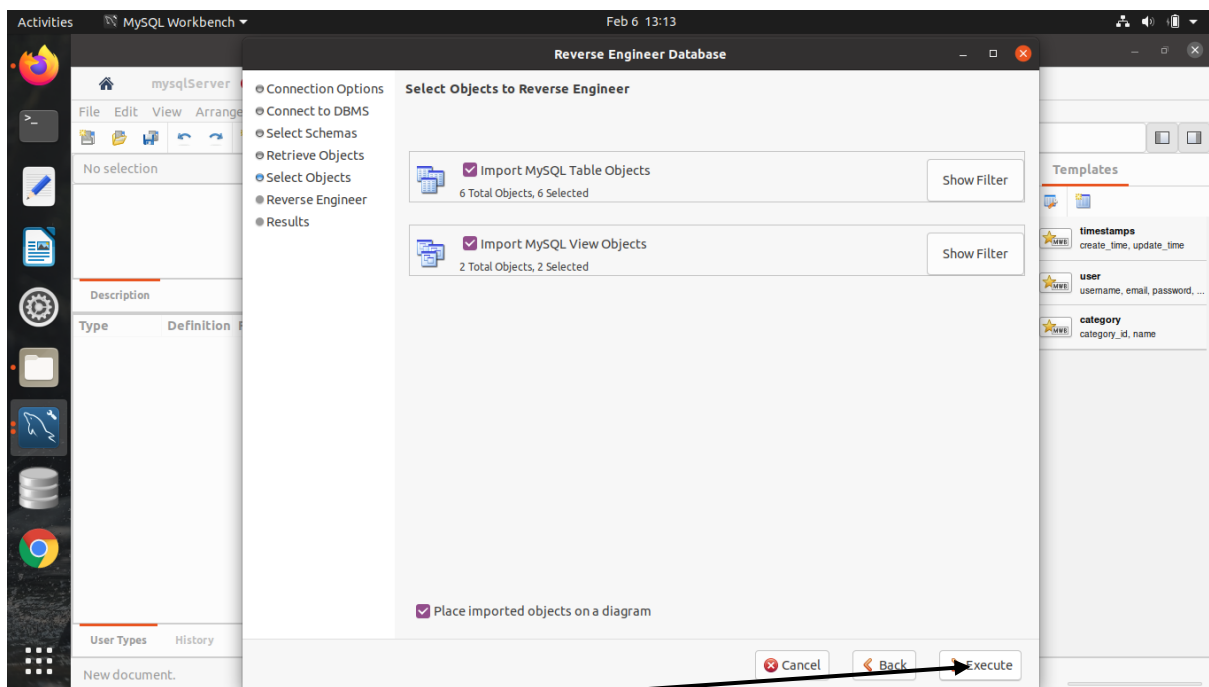 Activities MySQL Workbench Feb 6 13:13
Reverse Engineer Database
mysqlServer
File Edit View Arrange
No selection
Description
Type Definition
User Types History
New document.
Connection Options
Connect to DBMS
Select Schemas
Retrieve Objects
Select Objects
Reverse Engineer
Results
Select Objects to Reverse Engineer
Import MySQL Table Objects
6 Total Objects, 6 Selected
Show Filter
Import MySQL View Objects
2 Total Objects, 2 Selected
Show Filter
Place imported objects on a diagram
Cancel Back Execute
Templates
timestamps
create_time, update_time
user
username, email, password, ...
category
category_id, name